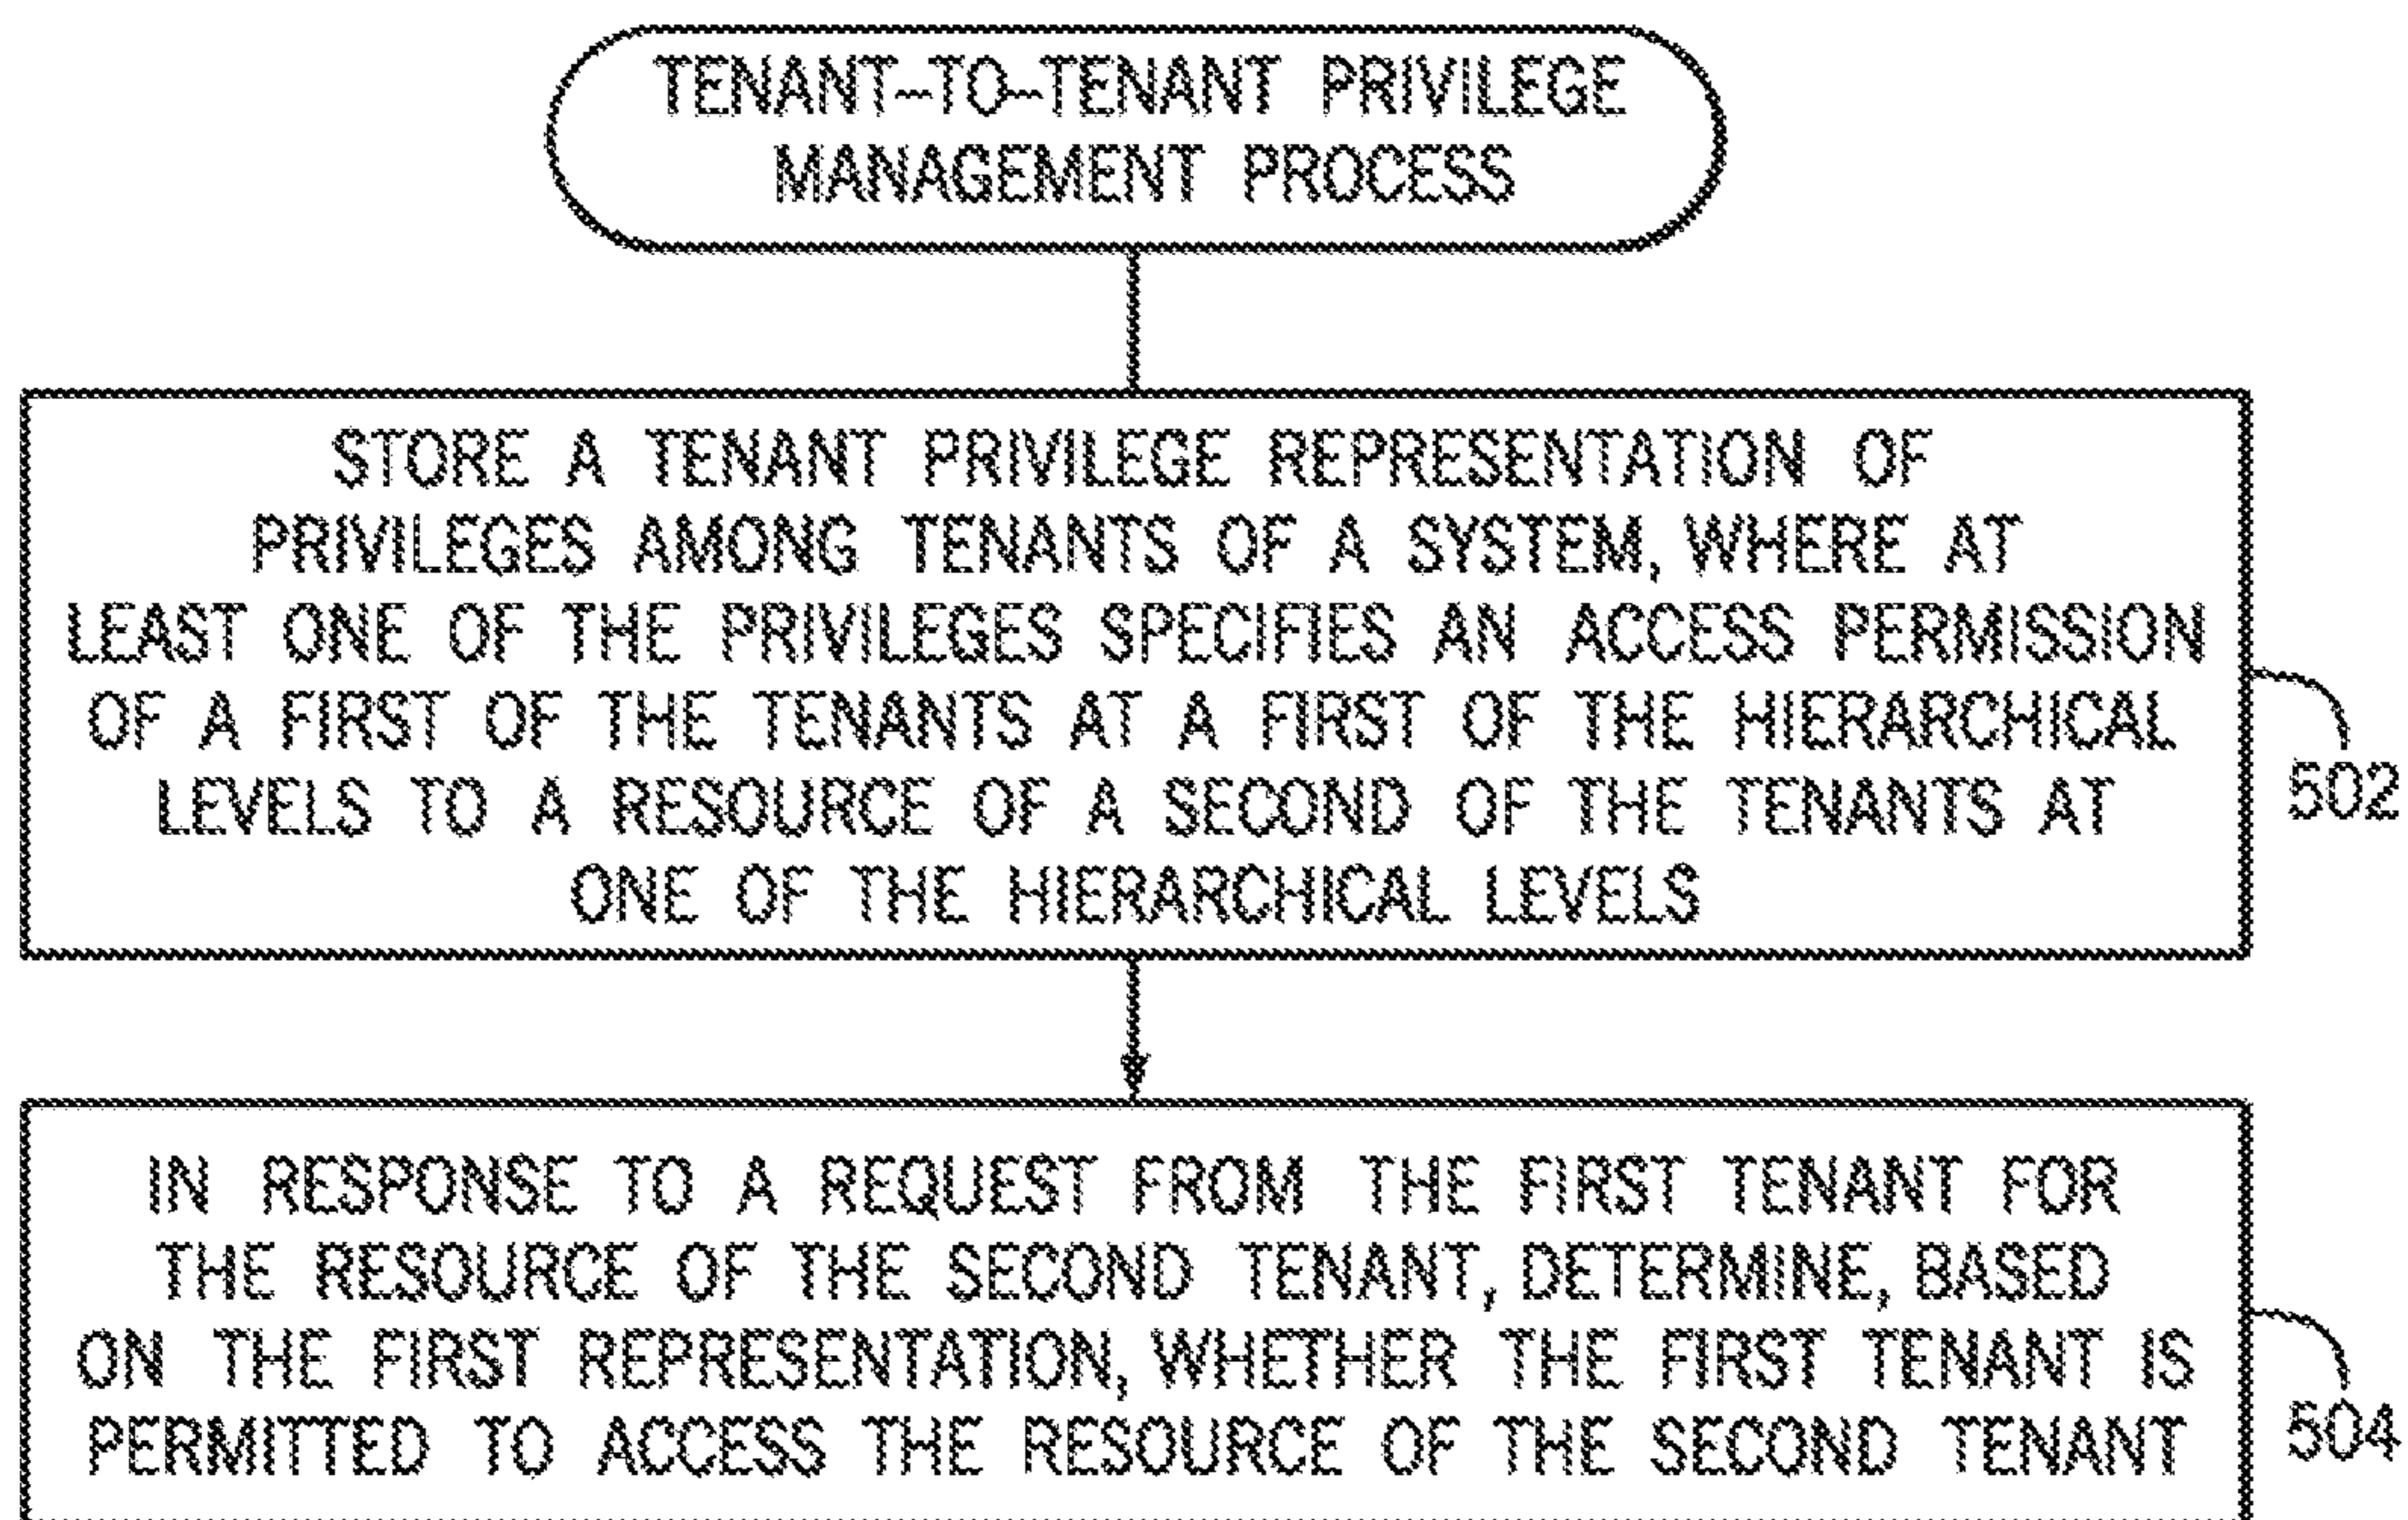 TENANT-TO-TENANT PRIVILEGE
MANAGEMENT PROCESS
STORE A TENANT PRIVILEGE REPRESENTATION OF
PRIVILEGES AMONG TENANTS OF A SYSTEM, WHERE AT
LEAST ONE OF THE PRIVILEGES SPECIFIES AN ACCESS PERMISSION
OF A FIRST OF THE TENANTS AT A FIRST OF THE HIERARCHICAL
LEVELS TO A RESOURCE OF A SECOND OF THE TENANTS AT
ONE OF THE HIERARCHICAL LEVELS
502
IN RESPONSE TO A REQUEST FROM THE FIRST TENANT FOR
THE RESOURCE OF THE SECOND TENANT, DETERMINE, BASED
ON THE FIRST REPRESENTATION, WHETHER THE FIRST TENANT IS
PERMITTED TO ACCESS THE RESOURCE OF THE SECOND TENANT
504